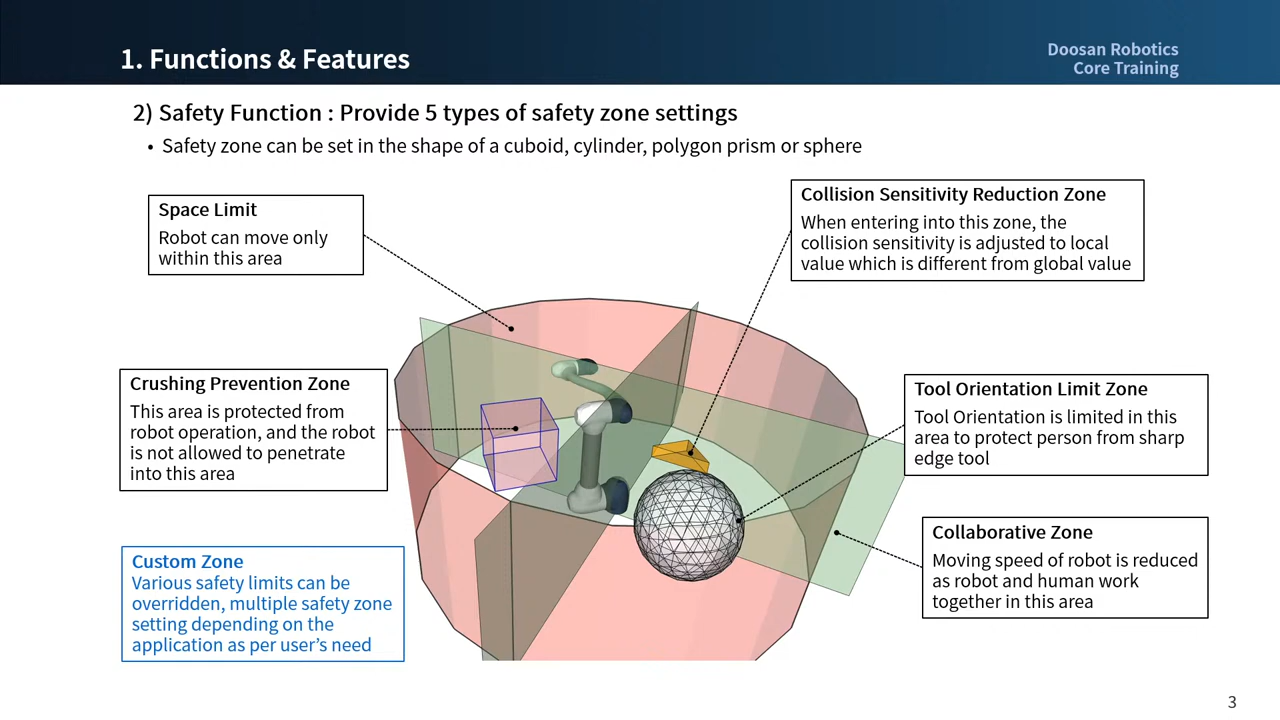 1. Functions & Features
Doosan Robotics
Core Training
2) Safety Function : Provide 5 types of safety zone settings
• Safety zone can be set in the shape of a cuboid, cylinder, polygon prism or sphere
Space Limit
Robot can move only
within this area
Collision Sensitivity Reduction Zone
When entering into this zone, the
collision sensitivity is adjusted to local
value which is different from global value
Crushing Prevention Zone
This area is protected from
robot operation, and the robot
is not allowed to penetrate
into this area
Tool Orientation Limit Zone
Tool Orientation is limited in this
area to protect person from sharp
edge tool
Custom Zone
Various safety limits can be
overridden, multiple safety zone
setting depending on the
application as per user’s need
Collaborative Zone
Moving speed of robot is reduced
as robot and human work
together in this area
3